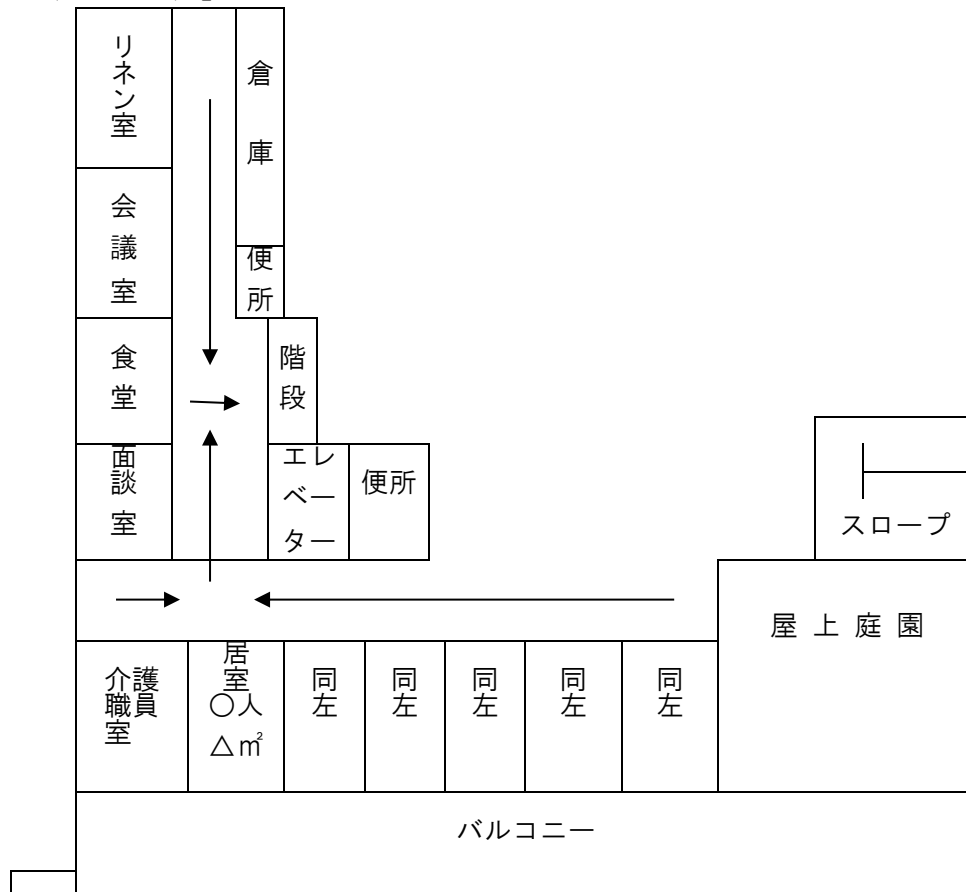 リネン室
倉庫
会議室
便所
食堂
階段
面談室
エレベーター
便所
スロープ
屋上庭園
介護職員室
居室
〇人
△㎡
同左
同左
同左
同左
同左
バルコニー